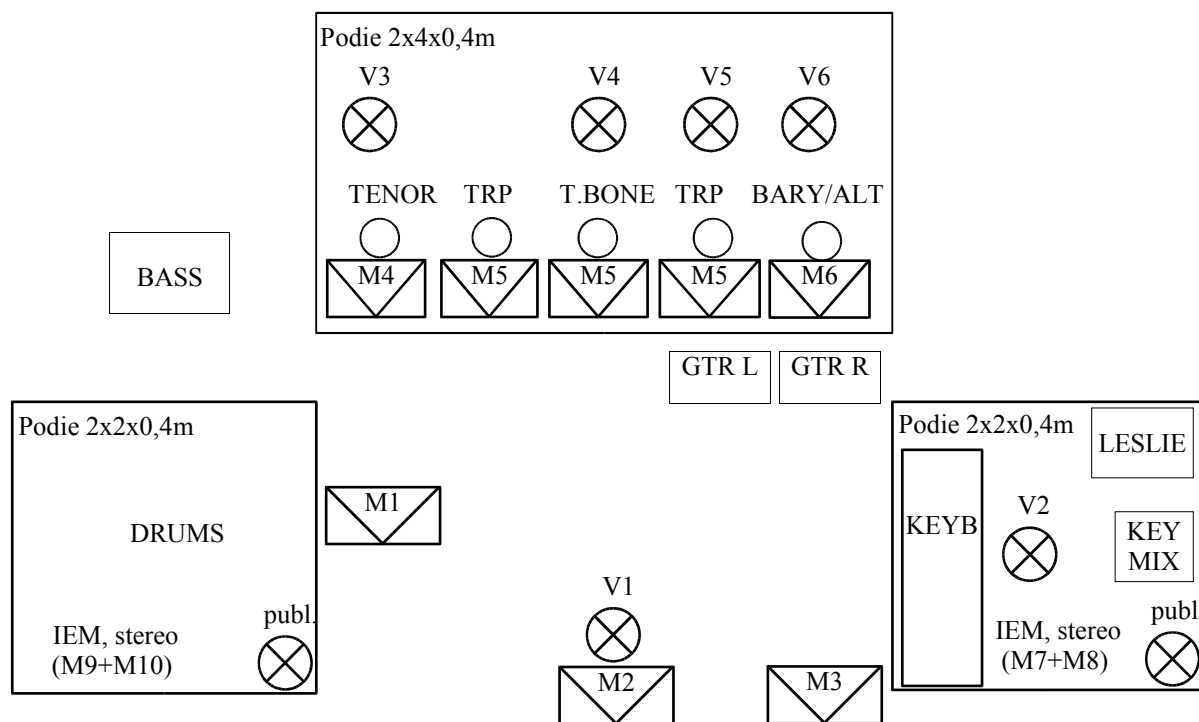 Podie 2x4x0,4m
V3
V4
V5
V6
TENOR
TRP
T.BONE
TRP
BARY/ALT
M4
M5
M5
M5
M6
BASS
GTR L
GTR R
Podie 2x2x0,4m
DRUMS
IEM, stereo
(M9+M10)
publ.
M1
V1
M2
M3
Podie 2x2x0,4m
LESLIE
KEYB
V2
KEY
MIX
IEM, stereo
(M7+M8)
publ.